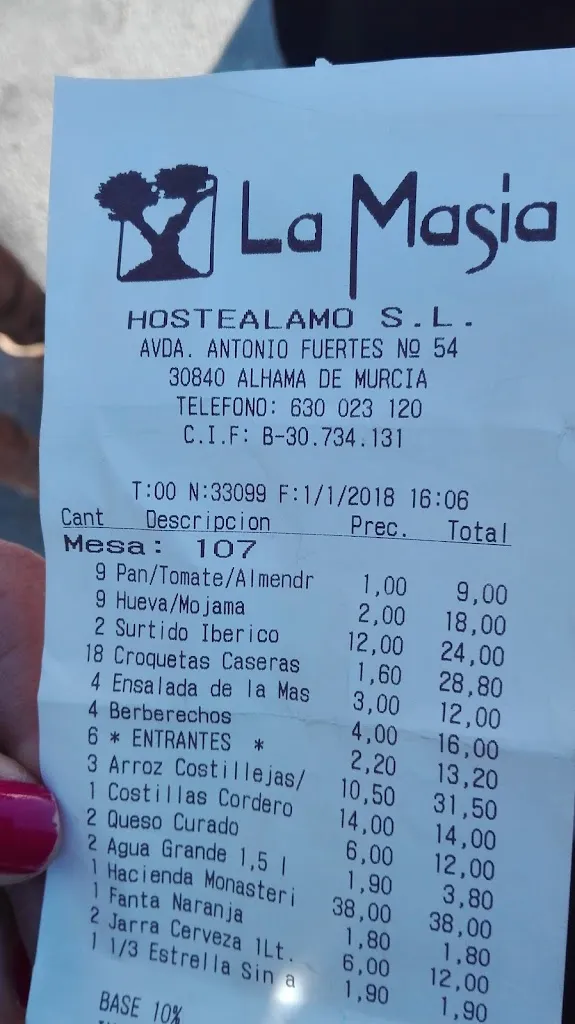 La Masia
HOSTEALAMO S.L.
AVDA. ANTONIO FUERTES Nº 54
30840 ALHAMA DE MURCIA
TELEFONO: 630 023 120
C.I.F: B-30.734.131
T:00 N:33099 F:1/1/2018 16:06
Cant Descripcion Prec. Total
Mesa: 107
9 Pan/Tomate/Almendr 1,00 9,00
9 Hueva/Mojama 2,00 18,00
2 Surtido Iberico 12,00 24,00
18 Croquetas Caseras 1,60 28,80
4 Ensalada de la Mas 3,00 12,00
4 Berberechos 4,00 16,00
6 * ENTRANTES * 2,20 13,20
3 Arroz Costillejas/ 10,50 31,50
1 Costillas Cordero 14,00 14,00
2 Queso Curado 6,00 12,00
2 Agua Grande 1,5 l 1,90 3,80
1 Hacienda Monasteri 38,00 38,00
1 Fanta Naranja 1,80 1,80
2 Jarra Cerveza 1Lt. 6,00 12,00
1 1/3 Estrella Sin a 1,90 1,90
BASE 10%